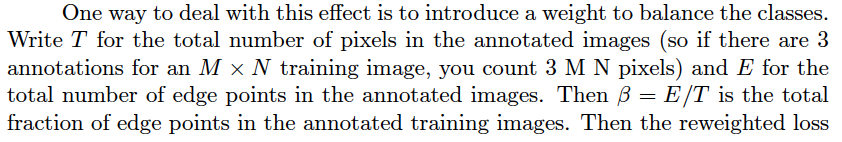 One way to deal with this effect is to introduce a weight to balance the classes.
Write T for the total number of pixels in the annotated images (so if there are 3
annotations for an M × N training image, you count 3 M N pixels) and E for the
total number of edge points in the annotated images. Then β = E/T is the total
fraction of edge points in the annotated training images. Then the reweighted loss